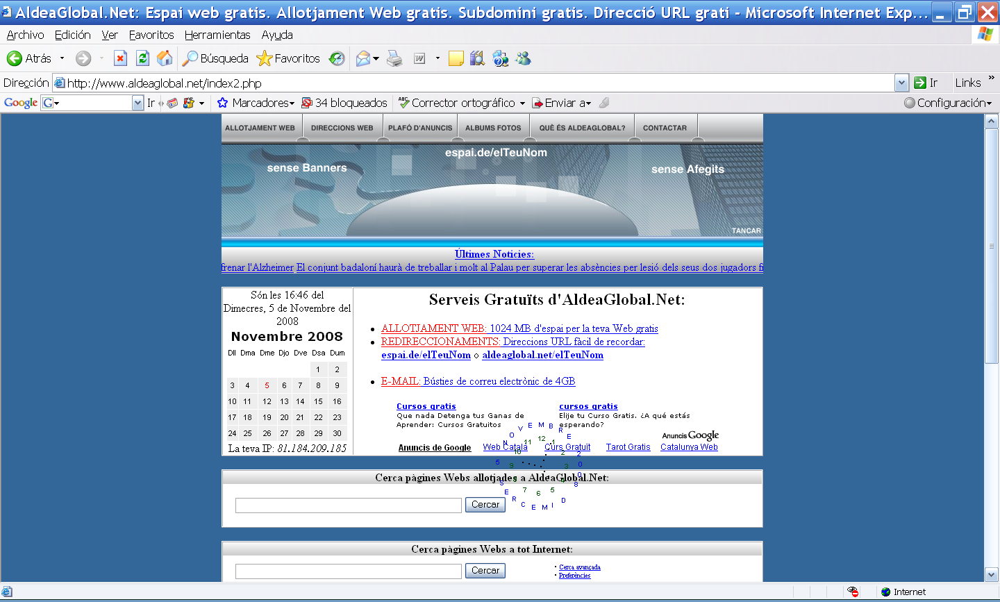 AldeaGlobal.Net: Espai web gratis. Allotjament Web gratis. Subdomini gratis. Direcció URL grati - Microsoft Internet Exp...
Archivo Edición Ver Favoritos Herramientas Ayuda
Atrás Búsqueda Favoritos
Dirección http://www.aldeaglobal.net/index2.php Ir Links »
Google G Ir Marcadores 34 bloqueados ABC Corrector ortográfico Enviar a Configuración
ALLOTJAMENT WEB DIRECCIONS WEB PLAFÓ D'ANUNCIS ALBUMS FOTOS QUÈ ÉS ALDEAGLOBAL? CONTACTAR
espai.de/elTeuNom
sense Banners sense Afegits
TANCAR
Últimes Noticies:
frenar l'Alzheimer El conjunt badaloní haurà de treballar i molt al Palau per superar les absències per lesió dels seus dos jugadors fi
Són les 16:46 del
Dimecres, 5 de Novembre del
2008
Novembre 2008
Dll Dma Dme Djo Dve Dsa Dum
1 2
3 4 5 6 7 8 9
10 11 12 13 14 15 16
17 18 19 20 21 22 23
24 25 26 27 28 29 30
La teva IP: 81.184.209.185
Serveis Gratuïts d'AldeaGlobal.Net:
• ALLOTJAMENT WEB: 1024 MB d'espai per la teva Web gratis
• REDIRECCIONAMENTS: Direccions URL fàcil de recordar:
espai.de/elTeuNom o aldeaglobal.net/elTeuNom
• E-MAIL: Bústies de correu electrònic de 4GB
Cursos gratis
Que nada Detenga tus Ganas de
Aprender: Cursos Gratuitos
cursos gratis
Elije tu Curso Gratis. ¿A qué estás
esperando?
Anuncis Google
Anuncis de Google Web Català Curs Gratuït Tarot Gratis Catalunya Web
5 NOVEMBRE 2008 DIMECRES
12 1 2 3 5 6 7 9 10 11
Cerca pàgines Webs allotjades a AldeaGlobal.Net:
Cercar
Cerca pàgines Webs a tot Internet:
Cercar
• Cerca avançada
• Preferències
Internet